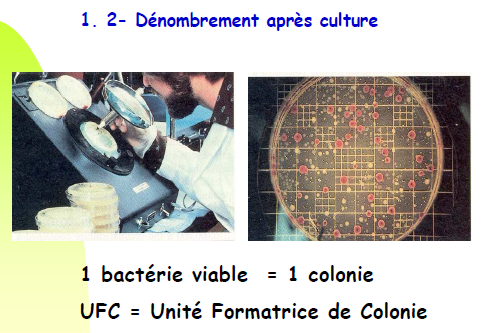 1. 2- Dénombrement après culture
1 bactérie viable = 1 colonie
UFC = Unité Formatrice de Colonie